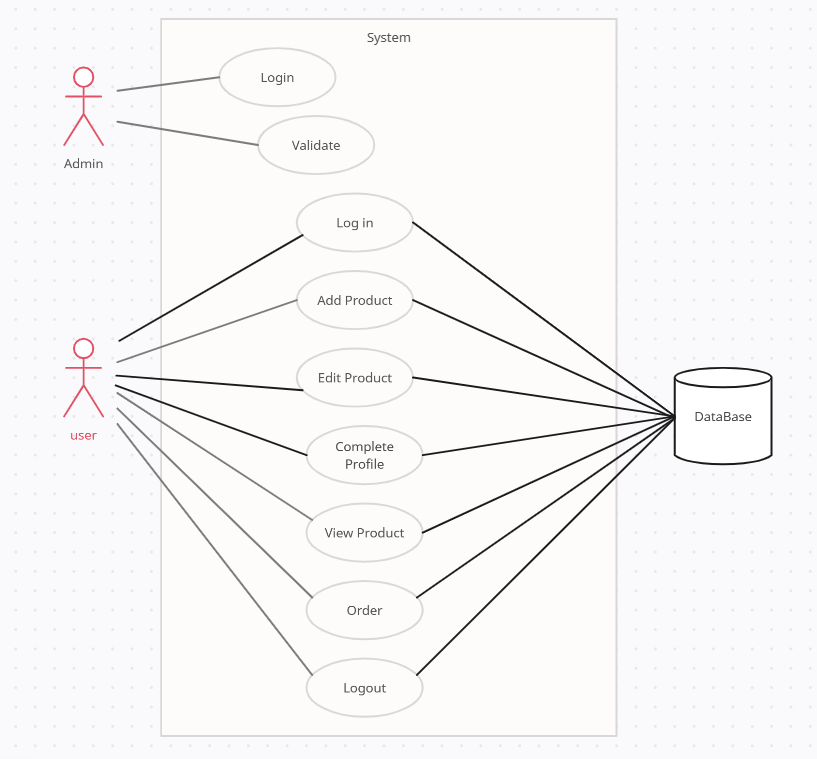 System
Login
Validate
Admin
Log in
Add Product
Edit Product
user
DataBase
Complete
Profile
View Product
Order
Logout